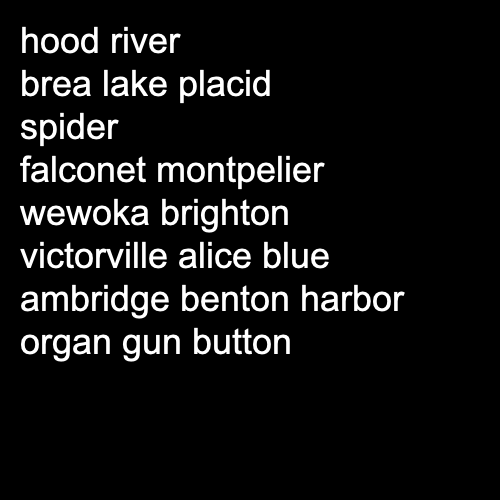 hood river
brea lake placid
spider
falconet montpelier
wewoka brighton
victorville alice blue
ambridge benton harbor
organ gun button